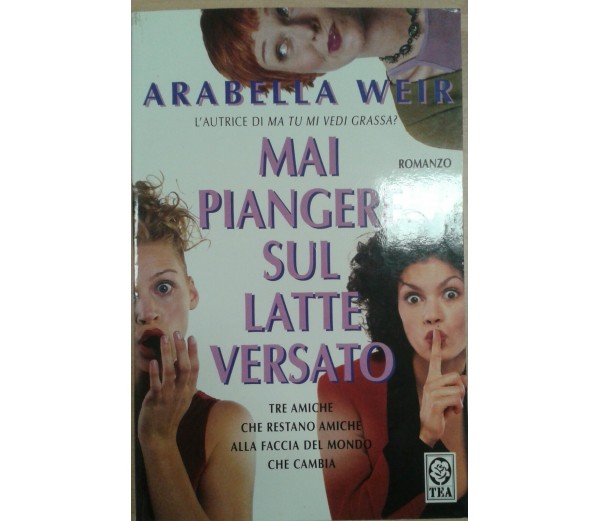 ARABELLA WEIR
L'AUTRICE DI MA TU MI VEDI GRASSA?
MAI
ROMANZO
PIANGER
SUL
LATTE
VERSATO
TRE AMICHE
CHE RESTANO AMICHE
ALLA FACCIA DEL MONDO
CHE CAMBIA
TEA